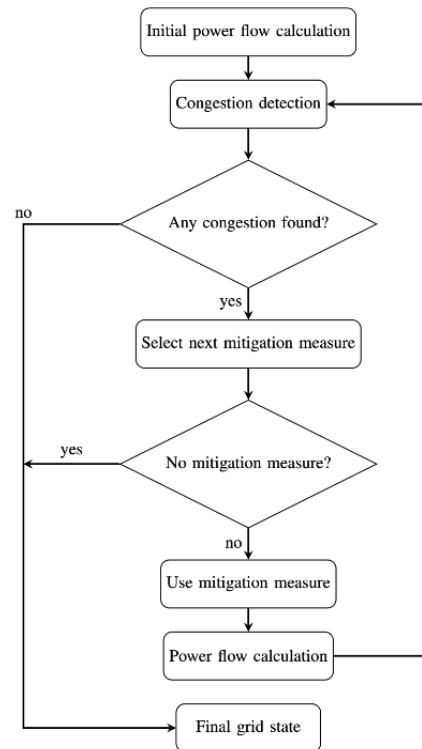 Initial power flow calculation
Congestion detection
no
Any congestion found?
yes
Select next mitigation measure
yes
No mitigation measure?
no
Use mitigation measure
Power flow calculation
Final grid state